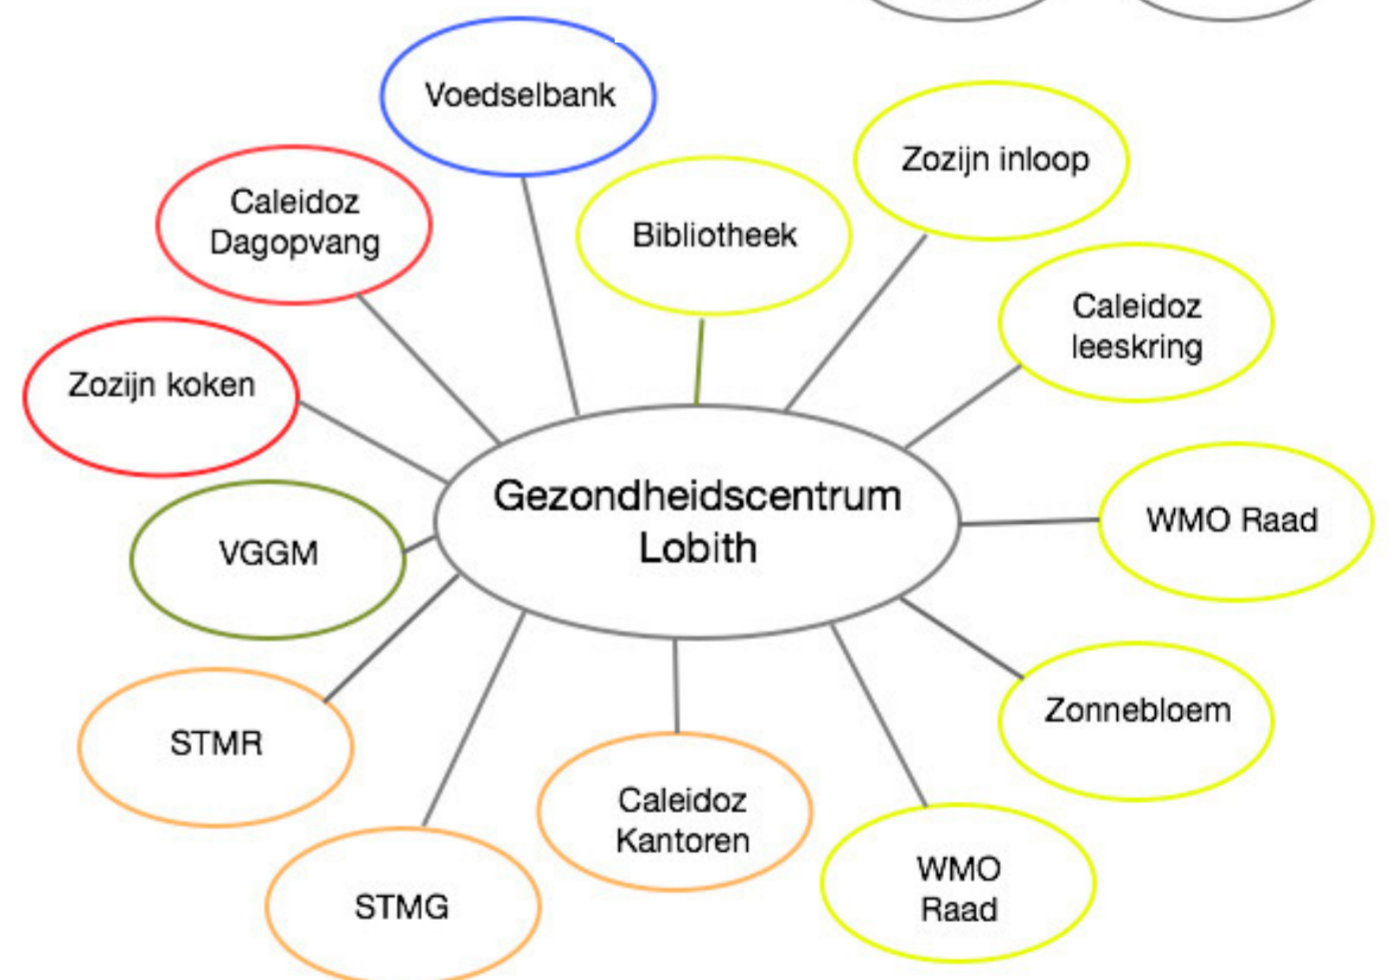 Voedselbank
Zozijn inloop
Caleidoz
Dagopvang
Bibliotheek
Caleidoz
leeskring
Zozijn koken
Gezondheidscentrum
Lobith
WMO Raad
VGGM
Zonnebloem
STMR
Caleidoz
Kantoren
WMO
Raad
STMG